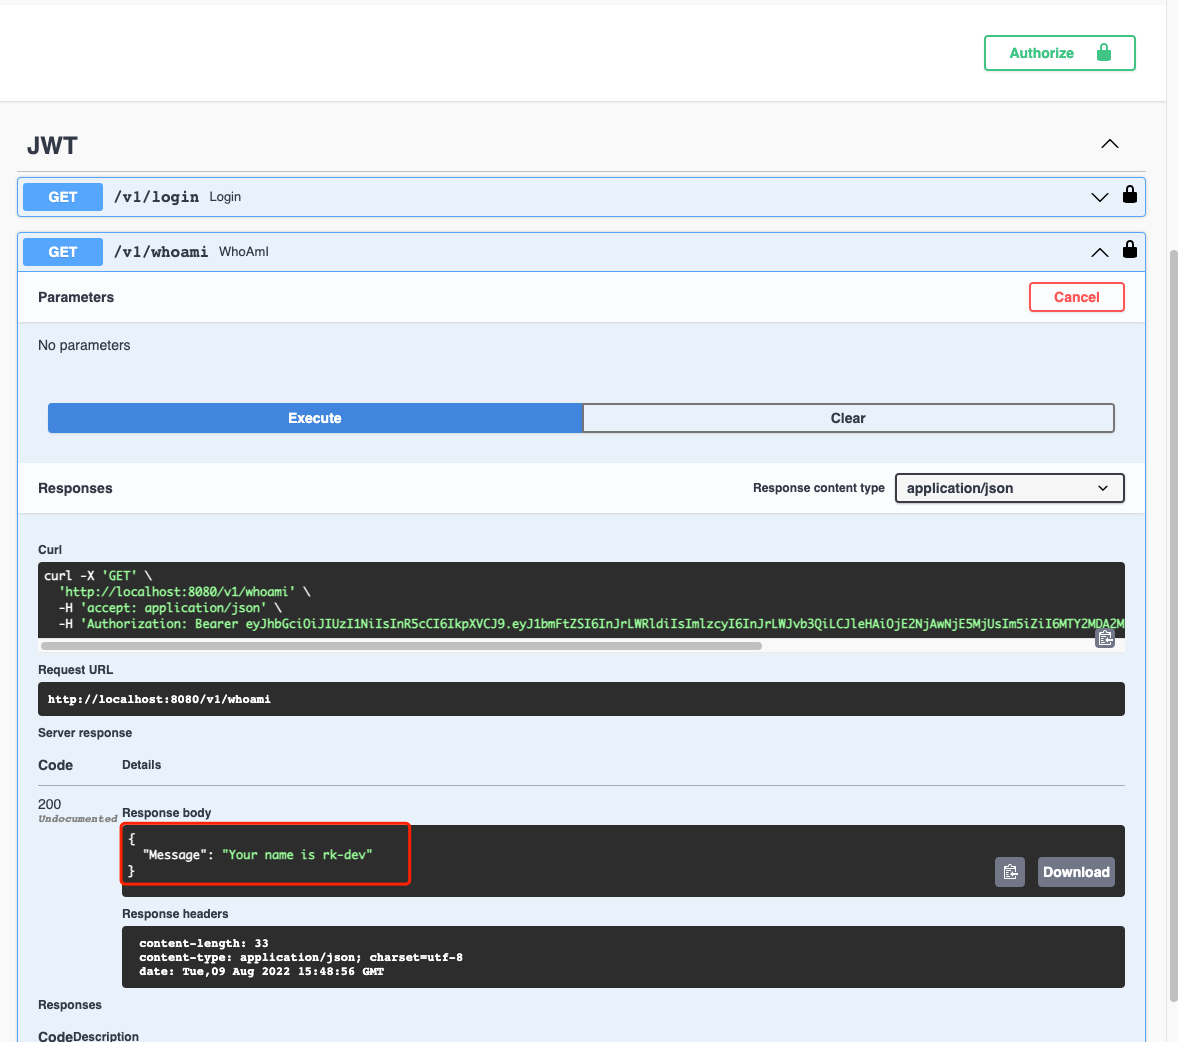 Authorize
JWT
GET /v1/login Login
GET /v1/whoami WhoAmI
Parameters Cancel
No parameters
Execute Clear
Responses Response content type application/json
Curl
curl -X 'GET' \
'http://localhost:8080/v1/whoami' \
-H 'accept: application/json' \
-H 'Authorization: Bearer eyJhbGciOiJIUzI1NiIsInR5cCI6IkpXVCJ9.eyJ1bmFtZSI6InJrLWRldiIsImlzcyI6InJrLWJvb3QiLCJleHAiOjE2NjAwNjE5MjUsIm5iZiI6MTY2MDA2M
Request URL
http://localhost:8080/v1/whoami
Server response
Code Details
200
Undocumented
Response body
{
"Message": "Your name is rk-dev"
}
Download
Response headers
content-length: 33
content-type: application/json; charset=utf-8
date: Tue,09 Aug 2022 15:48:56 GMT
Responses
Code Description